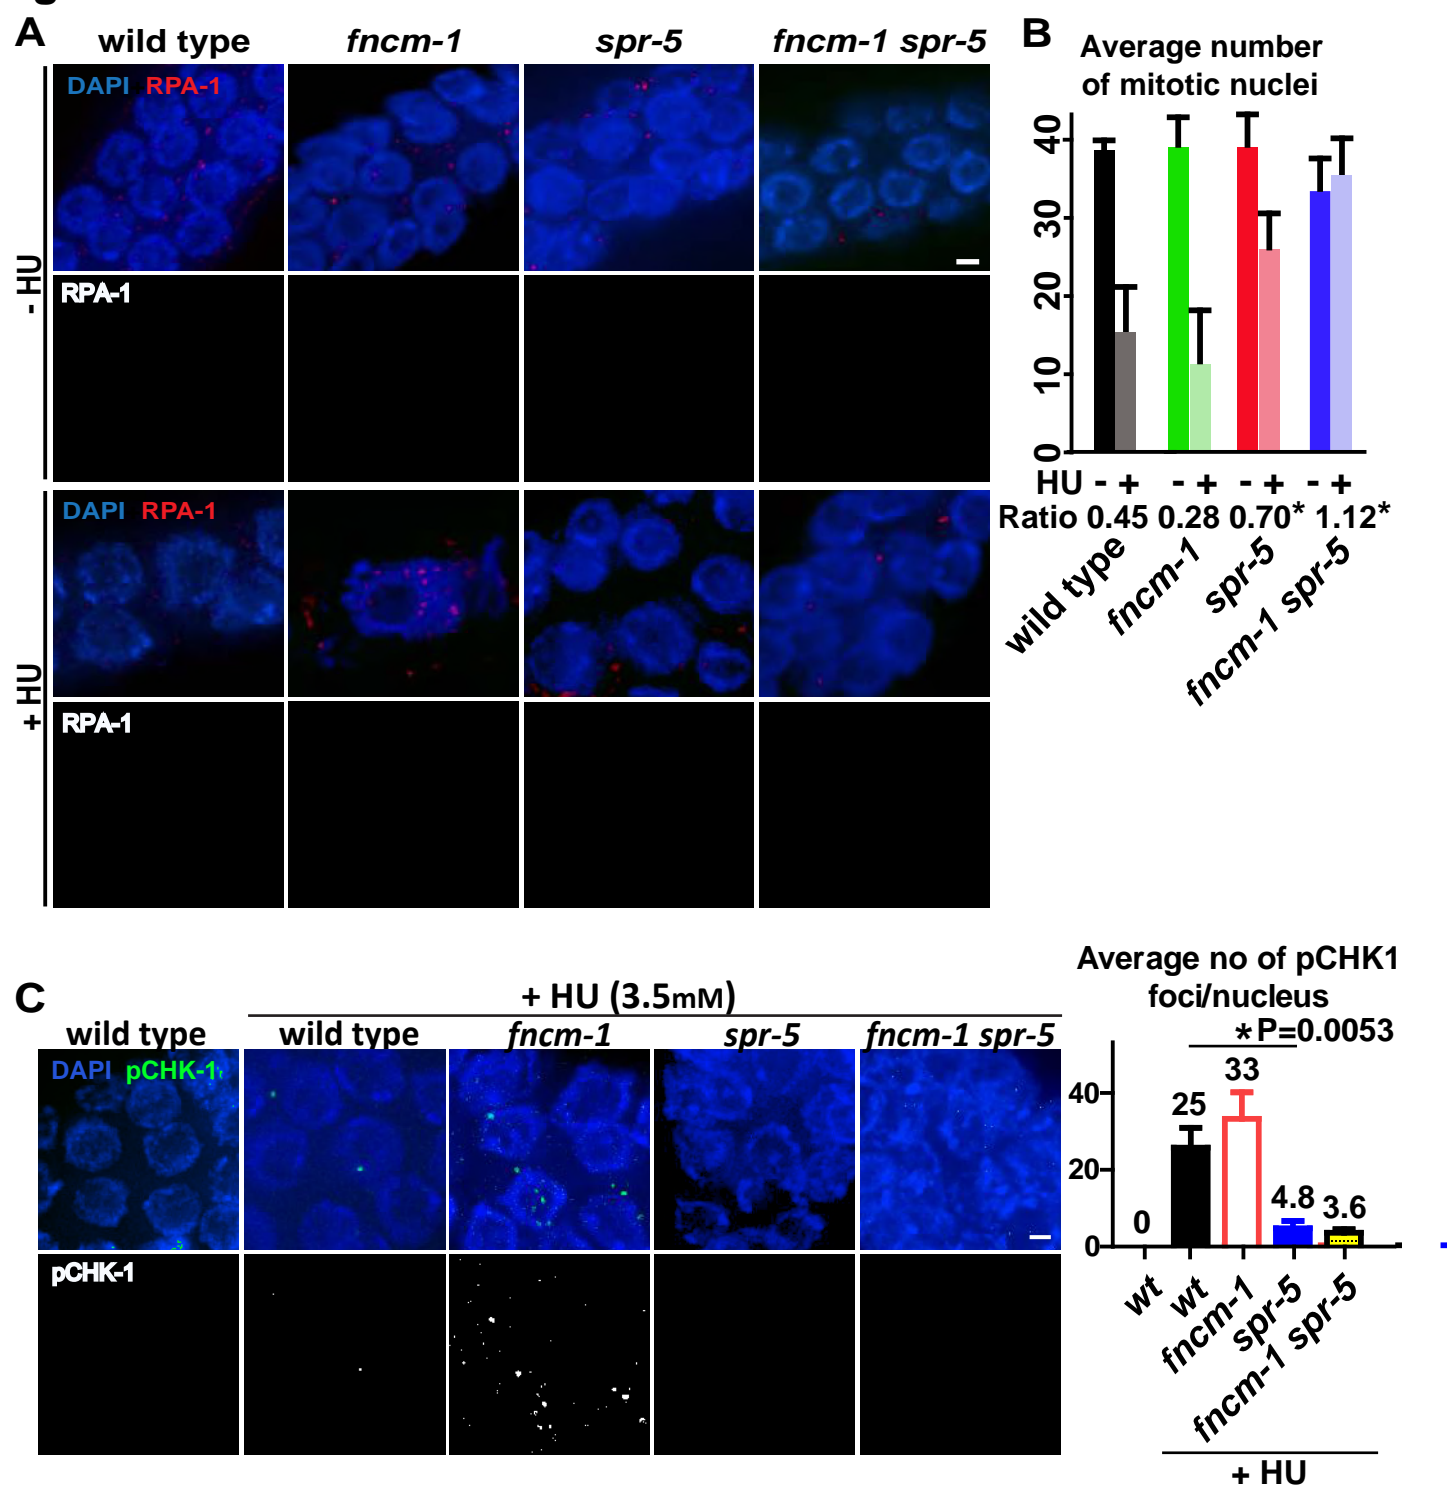 A
wild type fncm-1 spr-5 fncm-1 spr-5
- HU
DAPI RPA-1
RPA-1
+ HU
DAPI RPA-1
RPA-1
B
Average number
of mitotic nuclei
40
30
20
10
0
HU - + - + - + - +
Ratio 0.45 0.28 0.70* 1.12*
wild type
fncm-1
spr-5
fncm-1 spr-5
C
+ HU (3.5mM)
wild type wild type fncm-1 spr-5 fncm-1 spr-5
DAPI pCHK-1
pCHK-1
Average no of pCHK1
foci/nucleus
* P=0.0053
40
20
0
0
25
33
4.8
3.6
wt
wt
fncm-1
spr-5
fncm-1 spr-5
+ HU